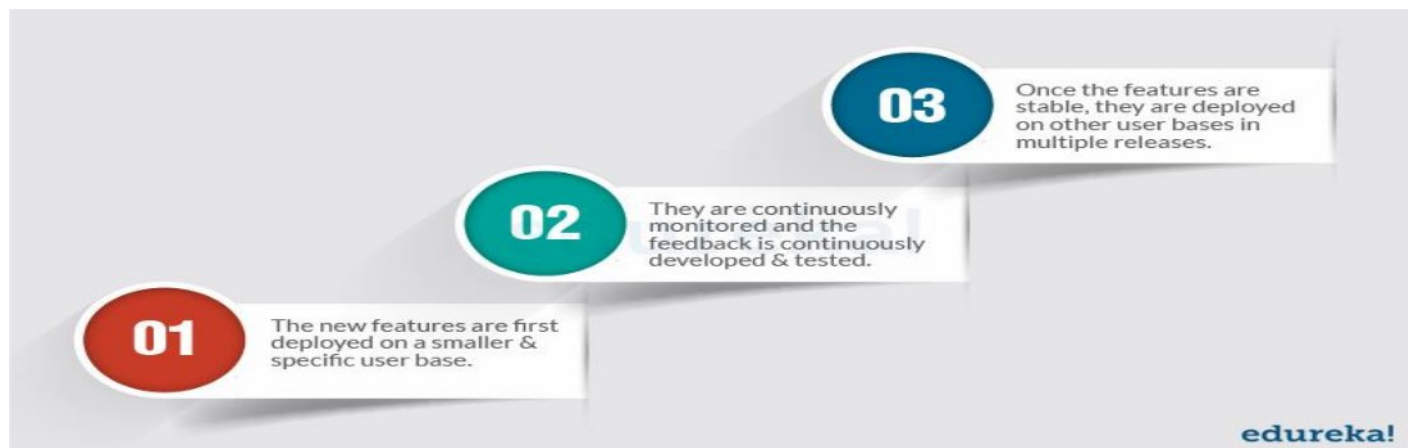 03
Once the features are
stable, they are deployed
on other user bases in
multiple releases.
02
They are continuously
monitored and the
feedback is continuously
developed & tested.
01
The new features are first
deployed on a smaller &
specific user base.
edureka!